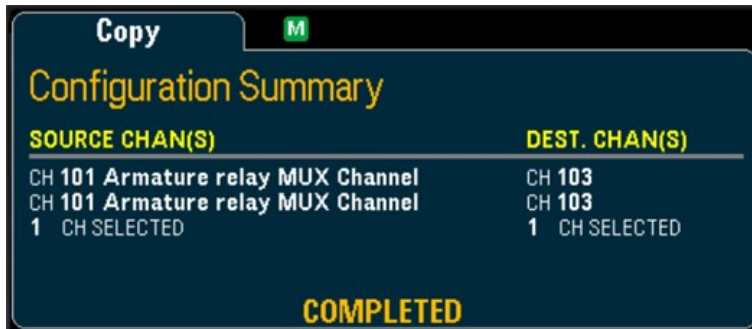 Copy M
Configuration Summary
SOURCE CHAN(S) DEST. CHAN(S)
CH 101 Armature relay MUX Channel CH 103
CH 101 Armature relay MUX Channel CH 103
1 CH SELECTED 1 CH SELECTED
COMPLETED